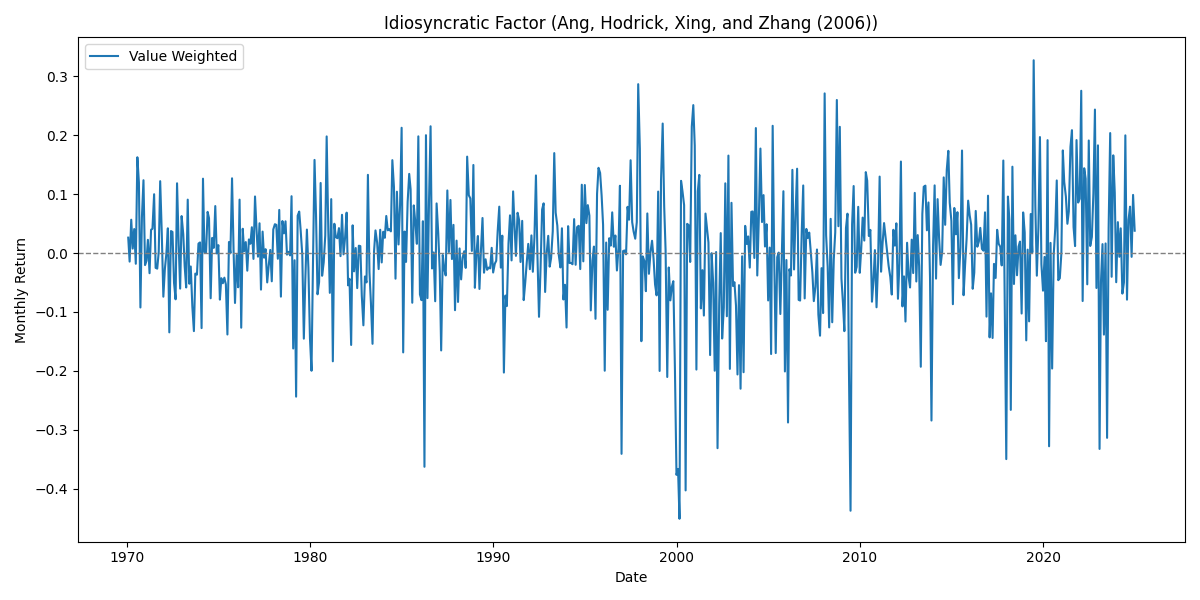 Idiosyncratic Factor (Ang, Hodrick, Xing, and Zhang (2006))
Value Weighted
Monthly Return
0.3
0.2
0.1
0.0
−0.1
−0.2
−0.3
−0.4
1970 1980 1990 2000 2010 2020
Date